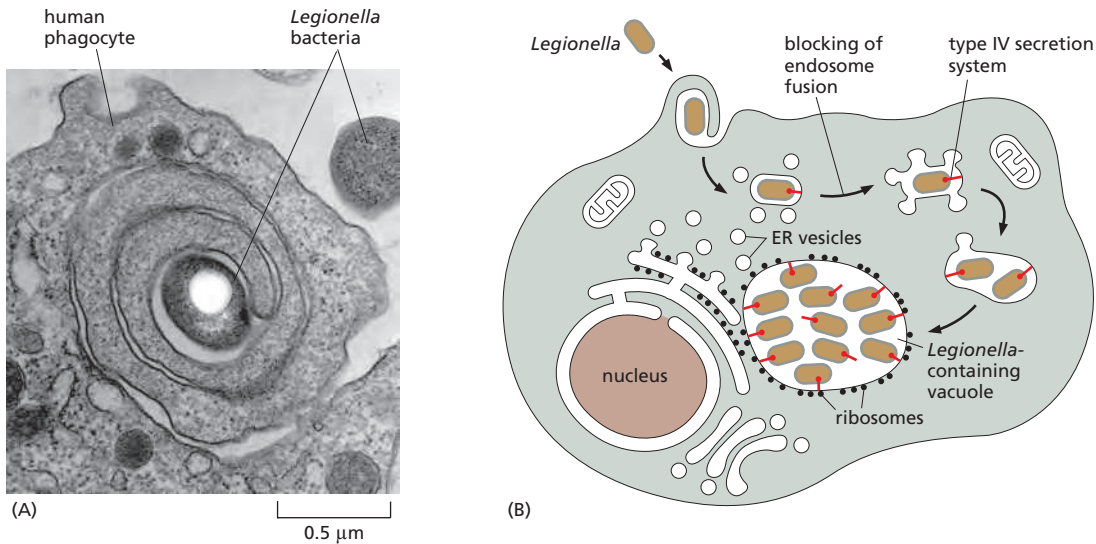 human
phagocyte
Legionella
bacteria
(A)
0.5 μm
Legionella
blocking of
endosome
fusion
type IV secretion
system
ER vesicles
nucleus
Legionella-
containing
vacuole
ribosomes
(B)